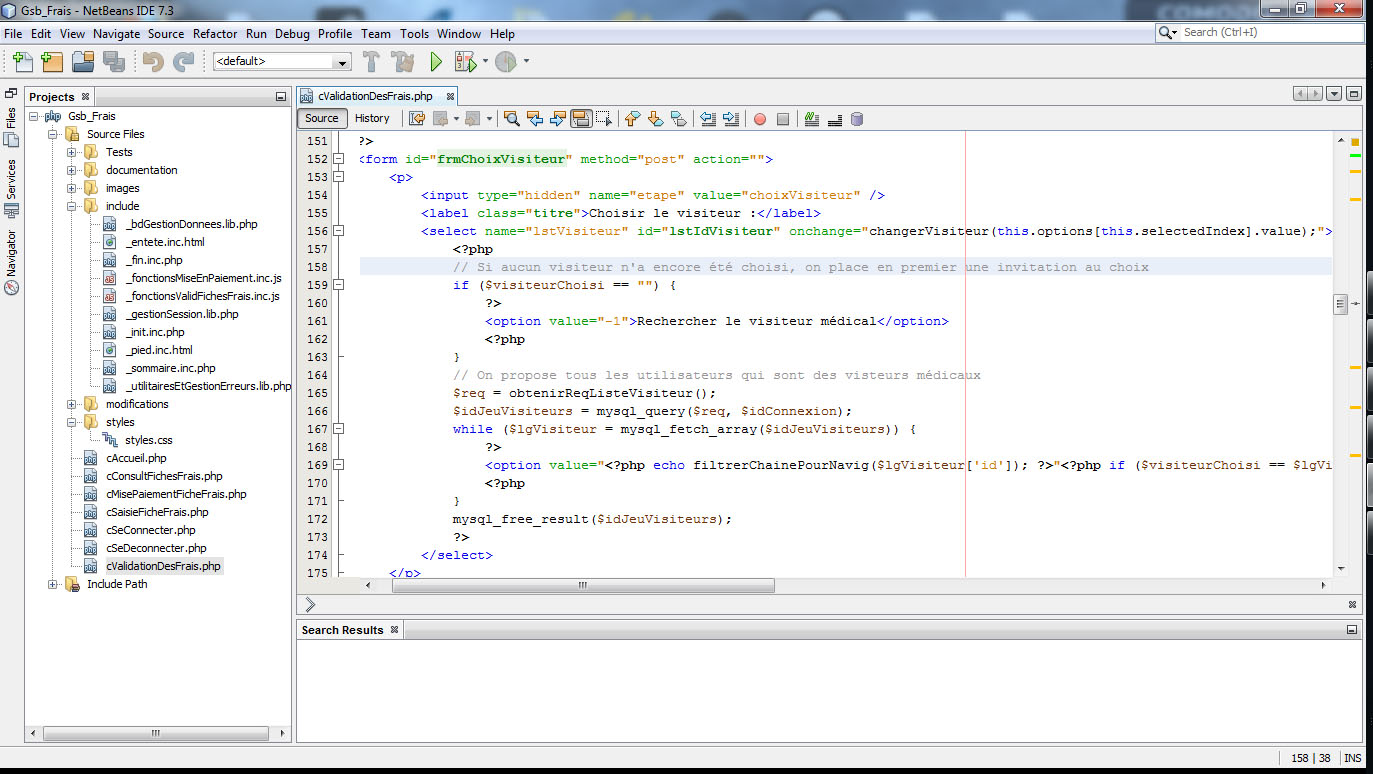 Gsb_Frais - NetBeans IDE 7.3
File Edit View Navigate Source Refactor Run Debug Profile Team Tools Window Help
Search (Ctrl+I)
<default>
Files
Services
Navigator
Projects
Gsb_Frais
Source Files
Tests
documentation
images
include
_bdGestionDonnees.lib.php
_entete.inc.html
_fin.inc.php
_fonctionsMiseEnPaiement.inc.js
_fonctionsValidFichesFrais.inc.js
_gestionSession.lib.php
_init.inc.php
_pied.inc.html
_sommaire.inc.php
_utilitairesEtGestionErreurs.lib.php
modifications
styles
styles.css
cAccueil.php
cConsultFichesFrais.php
cMisePaiementFicheFrais.php
cSaisieFicheFrais.php
cSeConnecter.php
cSeDeconnecter.php
cValidationDesFrais.php
Include Path
cValidationDesFrais.php
Source History
151 ?>
152 <form id="frmChoixVisiteur" method="post" action="">
153 <p>
154 <input type="hidden" name="etape" value="choixVisiteur" />
155 <label class="titre">Choisir le visiteur :</label>
156 <select name="lstVisiteur" id="lstIdVisiteur" onchange="changerVisiteur(this.options[this.selectedIndex].value);">
157 <?php
158 // Si aucun visiteur n'a encore été choisi, on place en premier une invitation au choix
159 if ($visiteurChoisi == "") {
160 ?>
161 <option value="-1">Rechercher le visiteur médical</option>
162 <?php
163 }
164 // On propose tous les utilisateurs qui sont des visteurs médicaux
165 $req = obtenirReqListeVisiteur();
166 $idJeuVisiteurs = mysql_query($req, $idConnexion);
167 while ($lgVisiteur = mysql_fetch_array($idJeuVisiteurs)) {
168 ?>
169 <option value="<?php echo filtrerChainePourNavig($lgVisiteur['id']); ?>"<?php if ($visiteurChoisi == $lgVi
170 <?php
171 }
172 mysql_free_result($idJeuVisiteurs);
173 ?>
174 </select>
175 </p>
Search Results
158 | 38 INS